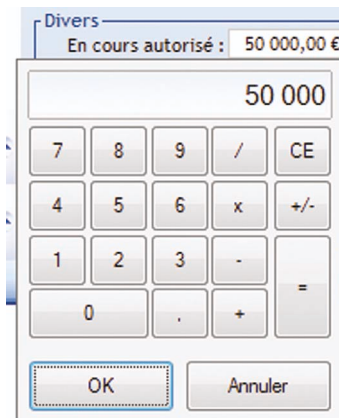 Divers
En cours autorisé : 50 000,00 €
50 000
7 8 9 / CE
4 5 6 x +/-
1 2 3 -
=
0 . +
OK Annuler